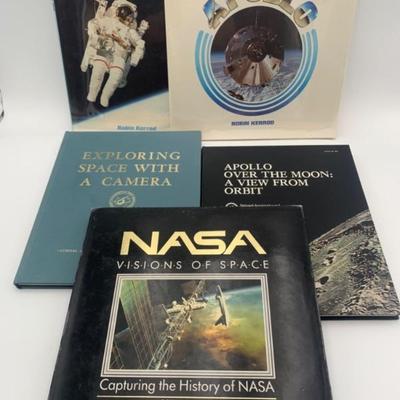 Robin Kerrod
APOLLO
ROBIN KERROD
EXPLORING
SPACE WITH
A CAMERA
APOLLO
OVER THE MOON:
A VIEW FROM
ORBIT
NASA
VISIONS OF SPACE
Capturing the History of NASA